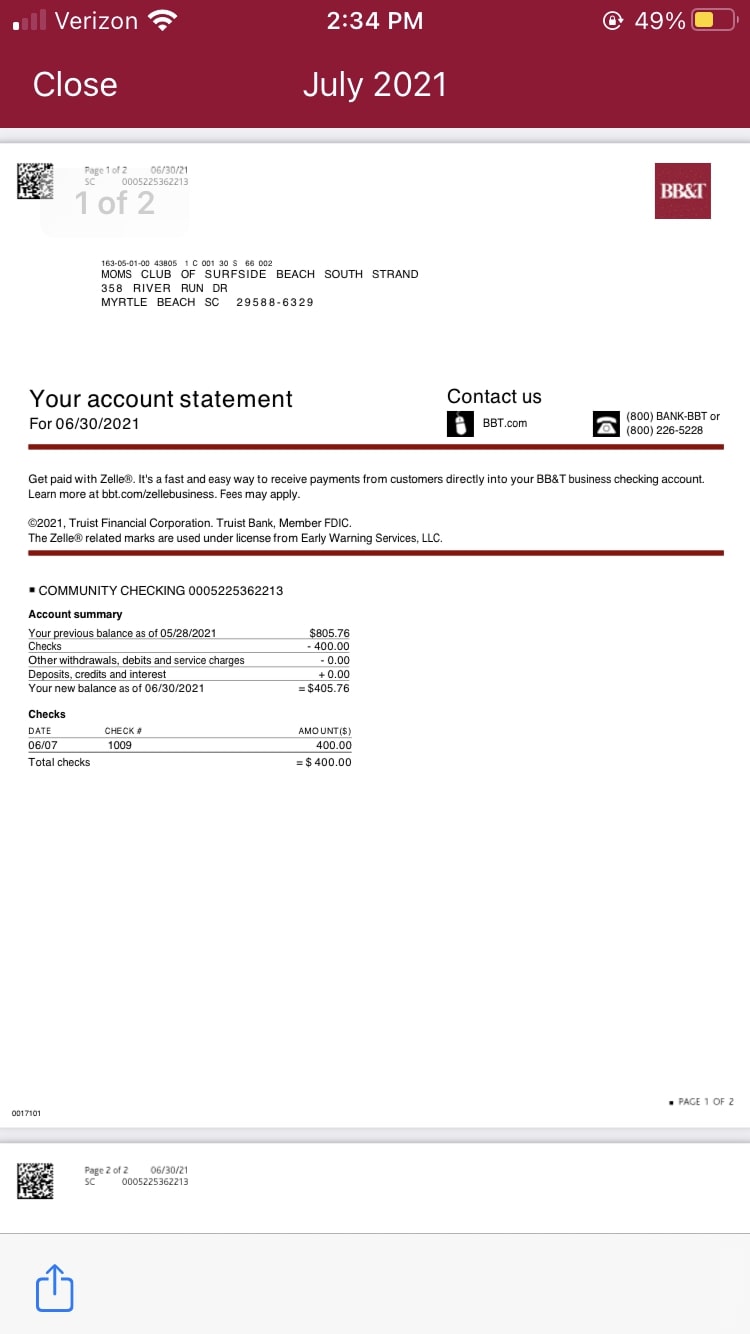 Verizon 2:34 PM 49%
Close July 2021
Page 1 of 2 06/30/21
SC 0005225362213
1 of 2
BB&T
163-05-01-00 43805 1 C 001 30 S 66 002
MOMS CLUB OF SURFSIDE BEACH SOUTH STRAND
358 RIVER RUN DR
MYRTLE BEACH SC 29588-6329
Your account statement
For 06/30/2021
Contact us
BBT.com
(800) BANK-BBT or
(800) 226-5228
Get paid with Zelle®. It's a fast and easy way to receive payments from customers directly into your BB&T business checking account.
Learn more at bbt.com/zellebusiness. Fees may apply.
©2021, Truist Financial Corporation. Truist Bank, Member FDIC.
The Zelle® related marks are used under license from Early Warning Services, LLC.
▪ COMMUNITY CHECKING 0005225362213
Account summary
Your previous balance as of 05/28/2021 $805.76
Checks - 400.00
Other withdrawals, debits and service charges - 0.00
Deposits, credits and interest + 0.00
Your new balance as of 06/30/2021 = $405.76
Checks
DATE CHECK # AMOUNT($)
06/07 1009 400.00
Total checks = $ 400.00
▪ PAGE 1 OF 2
0017101
Page 2 of 2 06/30/21
SC 0005225362213